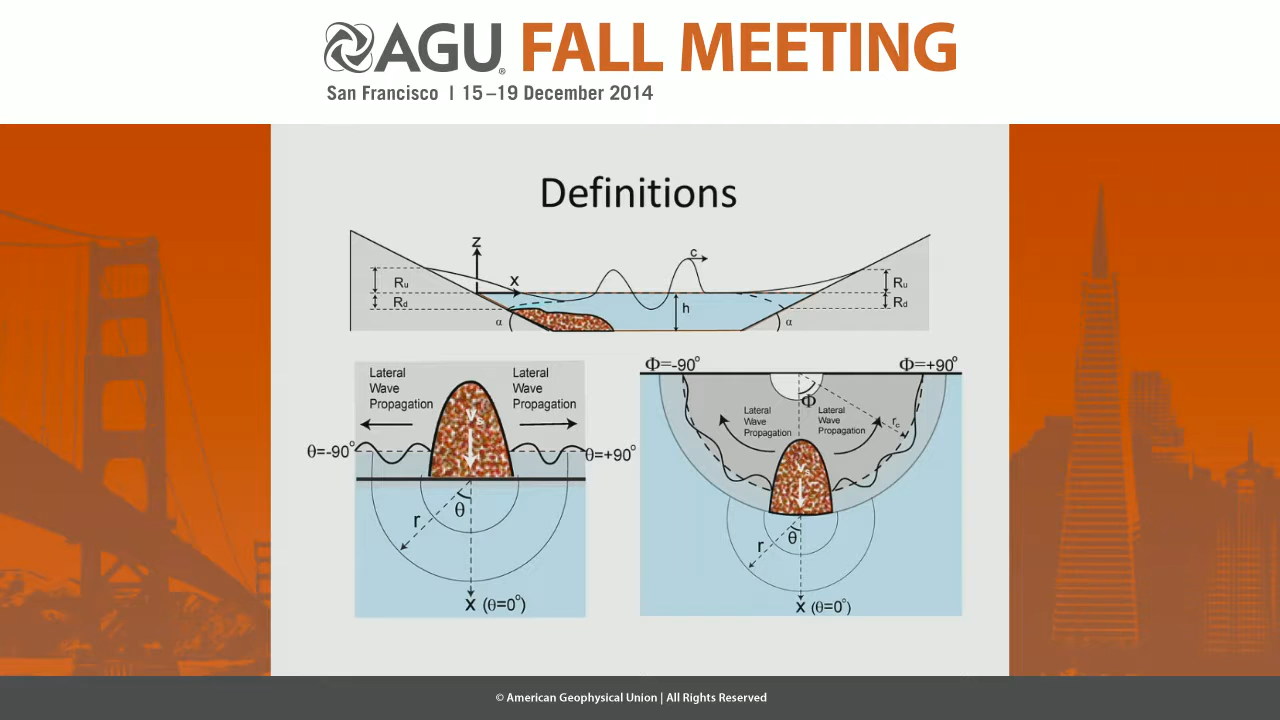 AGU FALL MEETING
San Francisco | 15–19 December 2014
Definitions
z
x
c
Ru
Rd
h
Ru
Rd
α
α
Lateral
Wave
Propagation
Lateral
Wave
Propagation
vs
θ=-90°
θ=+90°
θ
r
x (θ=0°)
Φ=-90°
Φ=+90°
Φ
Lateral
Wave
Propagation
Lateral
Wave
Propagation
rc
vs
θ
r
x (θ=0°)
© American Geophysical Union | All Rights Reserved